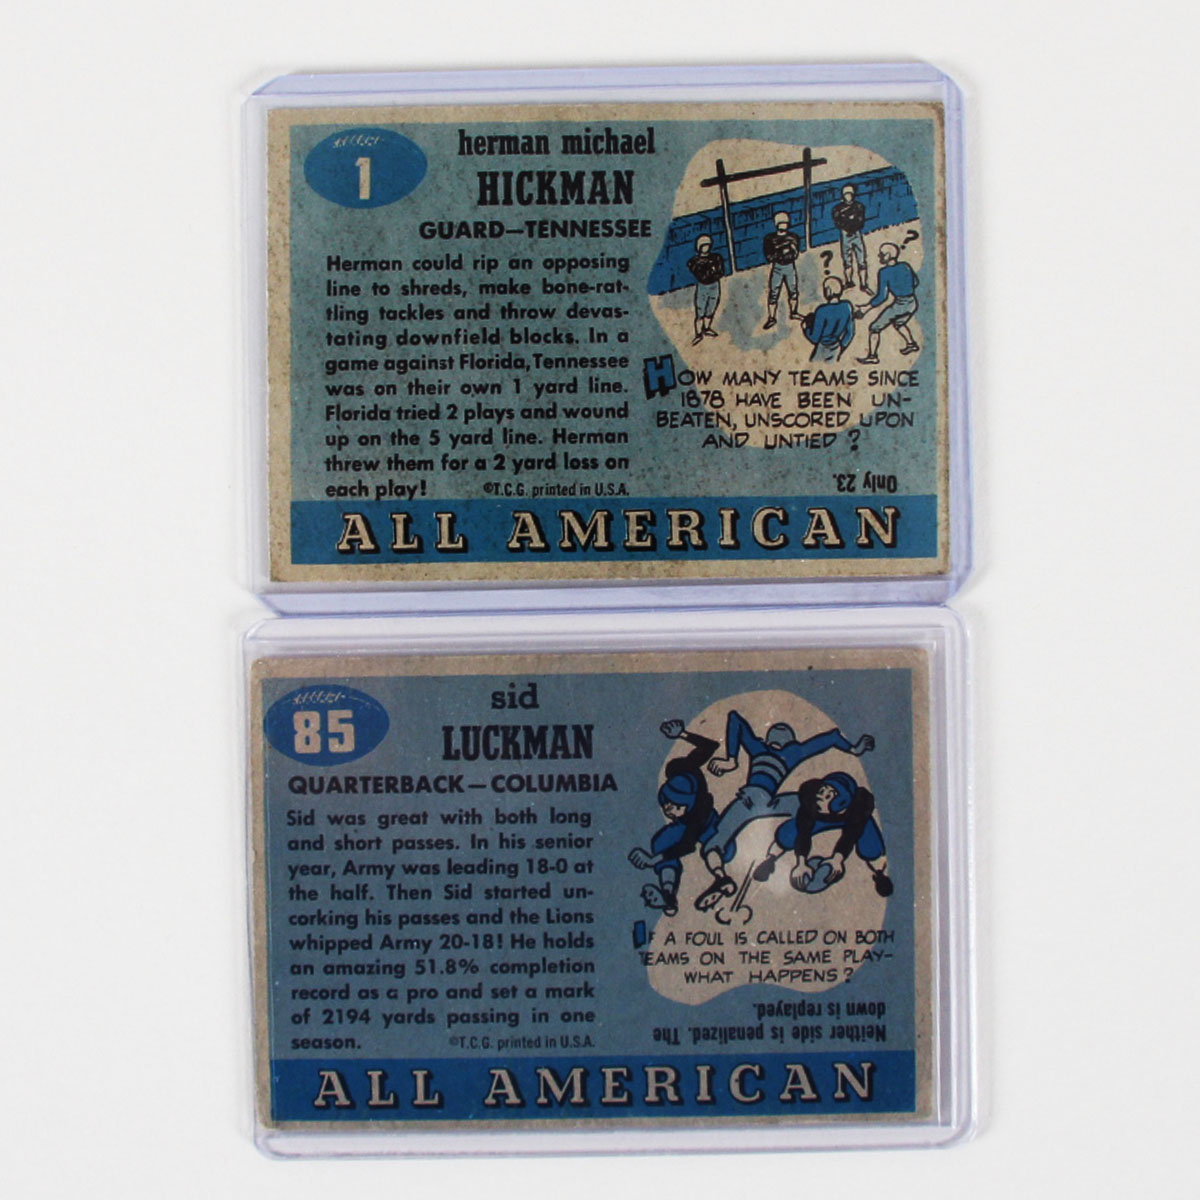 1
herman michael
HICKMAN
GUARD—TENNESSEE
Herman could rip an opposing
line to shreds, make bone-rat-
tling tackles and throw devas-
tating downfield blocks. In a
game against Florida, Tennessee
was on their own 1 yard line.
Florida tried 2 plays and wound
up on the 5 yard line. Herman
threw them for a 2 yard loss on
each play!
©T.C.G. printed in U.S.A.
? ?
HOW MANY TEAMS SINCE
1878 HAVE BEEN UN-
BEATEN, UNSCORED UPON
AND UNTIED?
Only 23.
ALL AMERICAN
85
sid
LUCKMAN
QUARTERBACK—COLUMBIA
Sid was great with both long
and short passes. In his senior
year, Army was leading 18-0 at
the half. Then Sid started un-
corking his passes and the Lions
whipped Army 20-18! He holds
an amazing 51.8% completion
record as a pro and set a mark
of 2194 yards passing in one
season.
©T.C.G. printed in U.S.A.
IF A FOUL IS CALLED ON BOTH
TEAMS ON THE SAME PLAY—
WHAT HAPPENS?
Neither side is penalized. The
down is replayed.
ALL AMERICAN